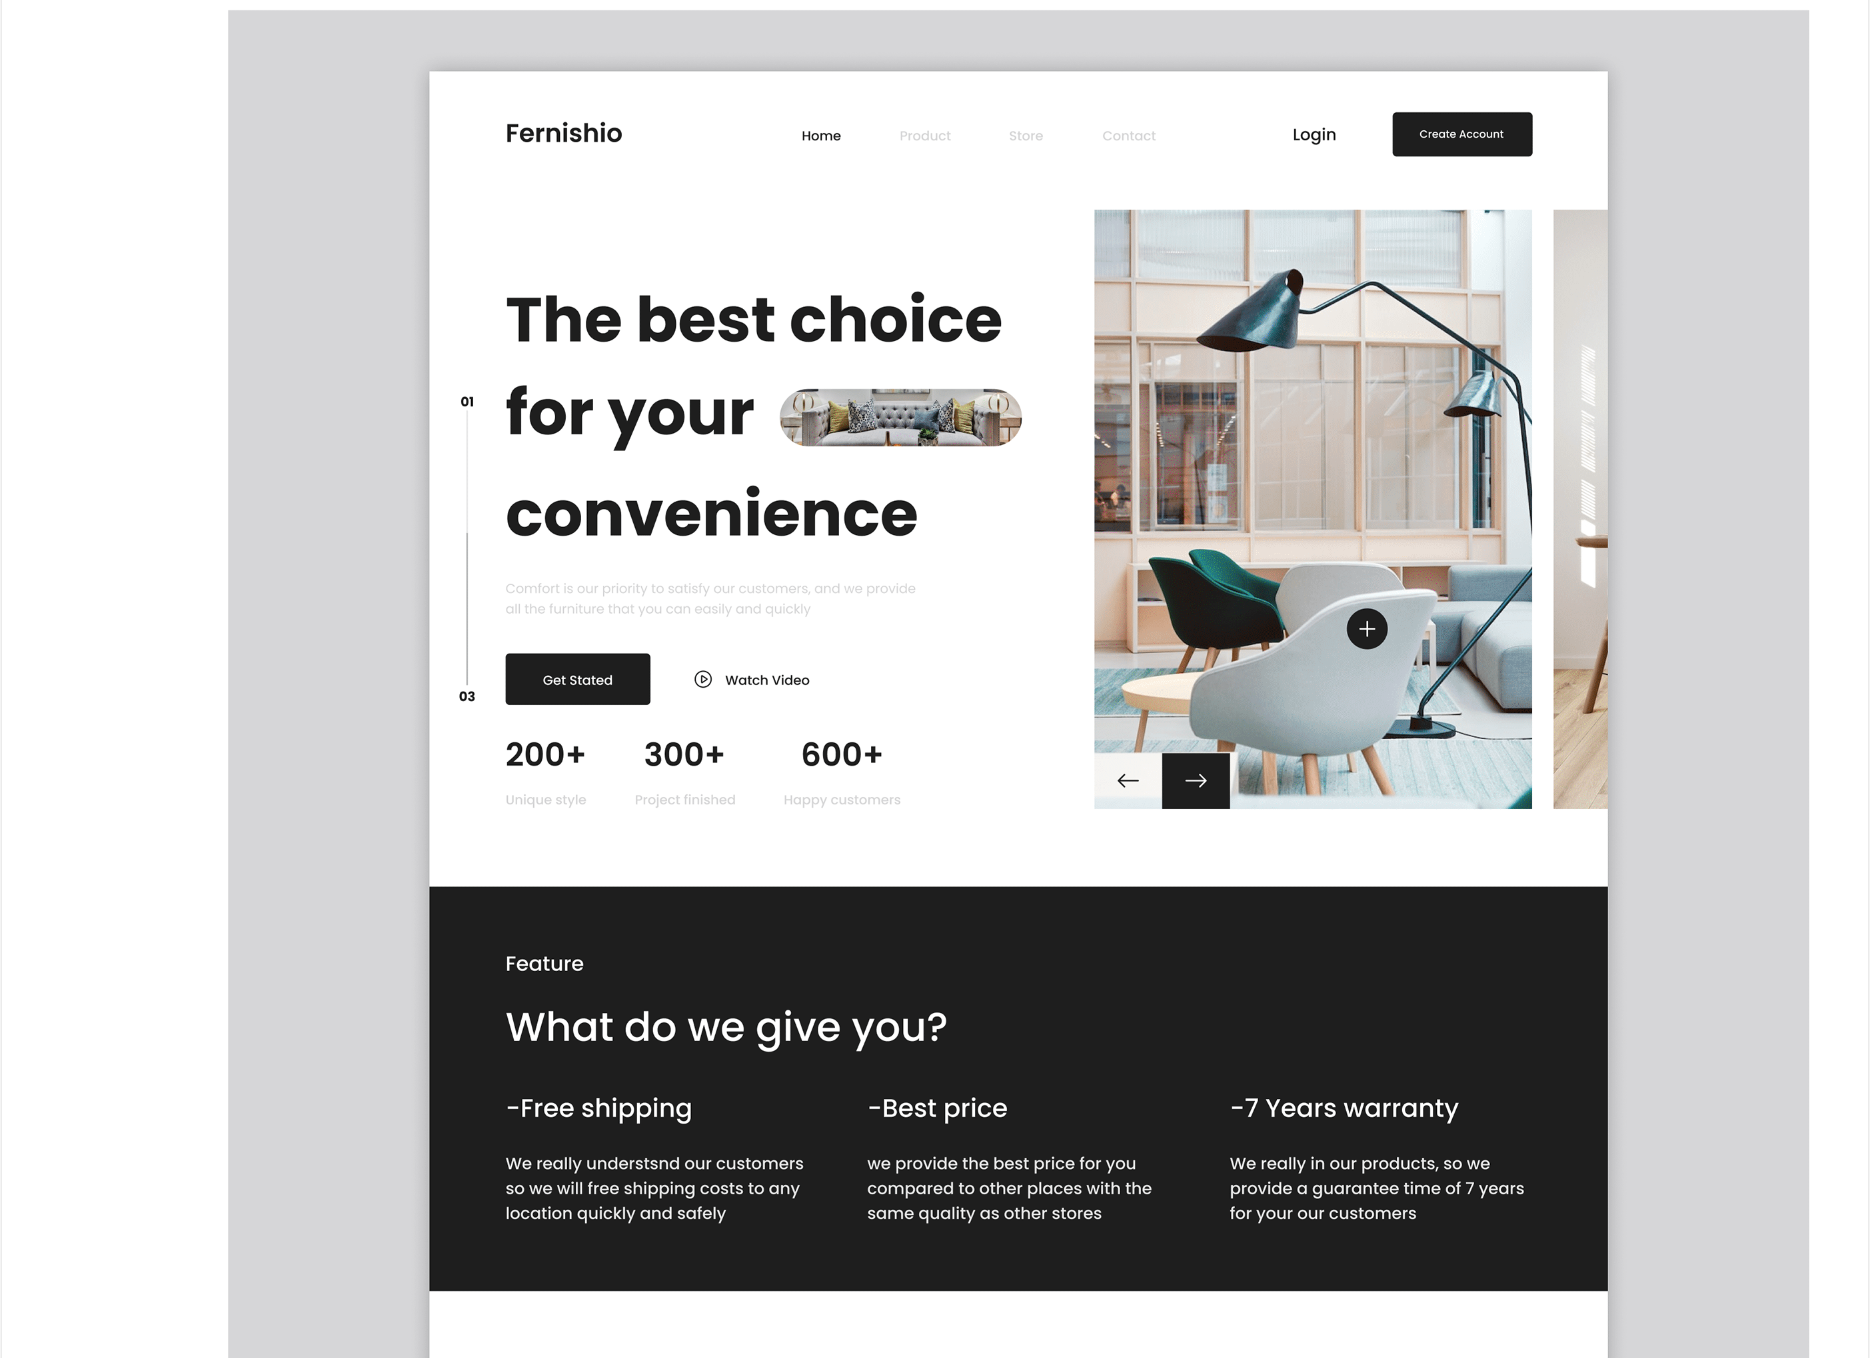 Fernishio
Home Product Store Contact
Login
Create Account
The best choice
for your
convenience
01
03
Comfort is our priority to satisfy our customers, and we provide
all the furniture that you can easily and quickly
Get Stated
Watch Video
200+ 300+ 600+
Unique style Project finished Happy customers
Feature
What do we give you?
-Free shipping
We really understsnd our customers
so we will free shipping costs to any
location quickly and safely
-Best price
we provide the best price for you
compared to other places with the
same quality as other stores
-7 Years warranty
We really in our products, so we
provide a guarantee time of 7 years
for your our customers